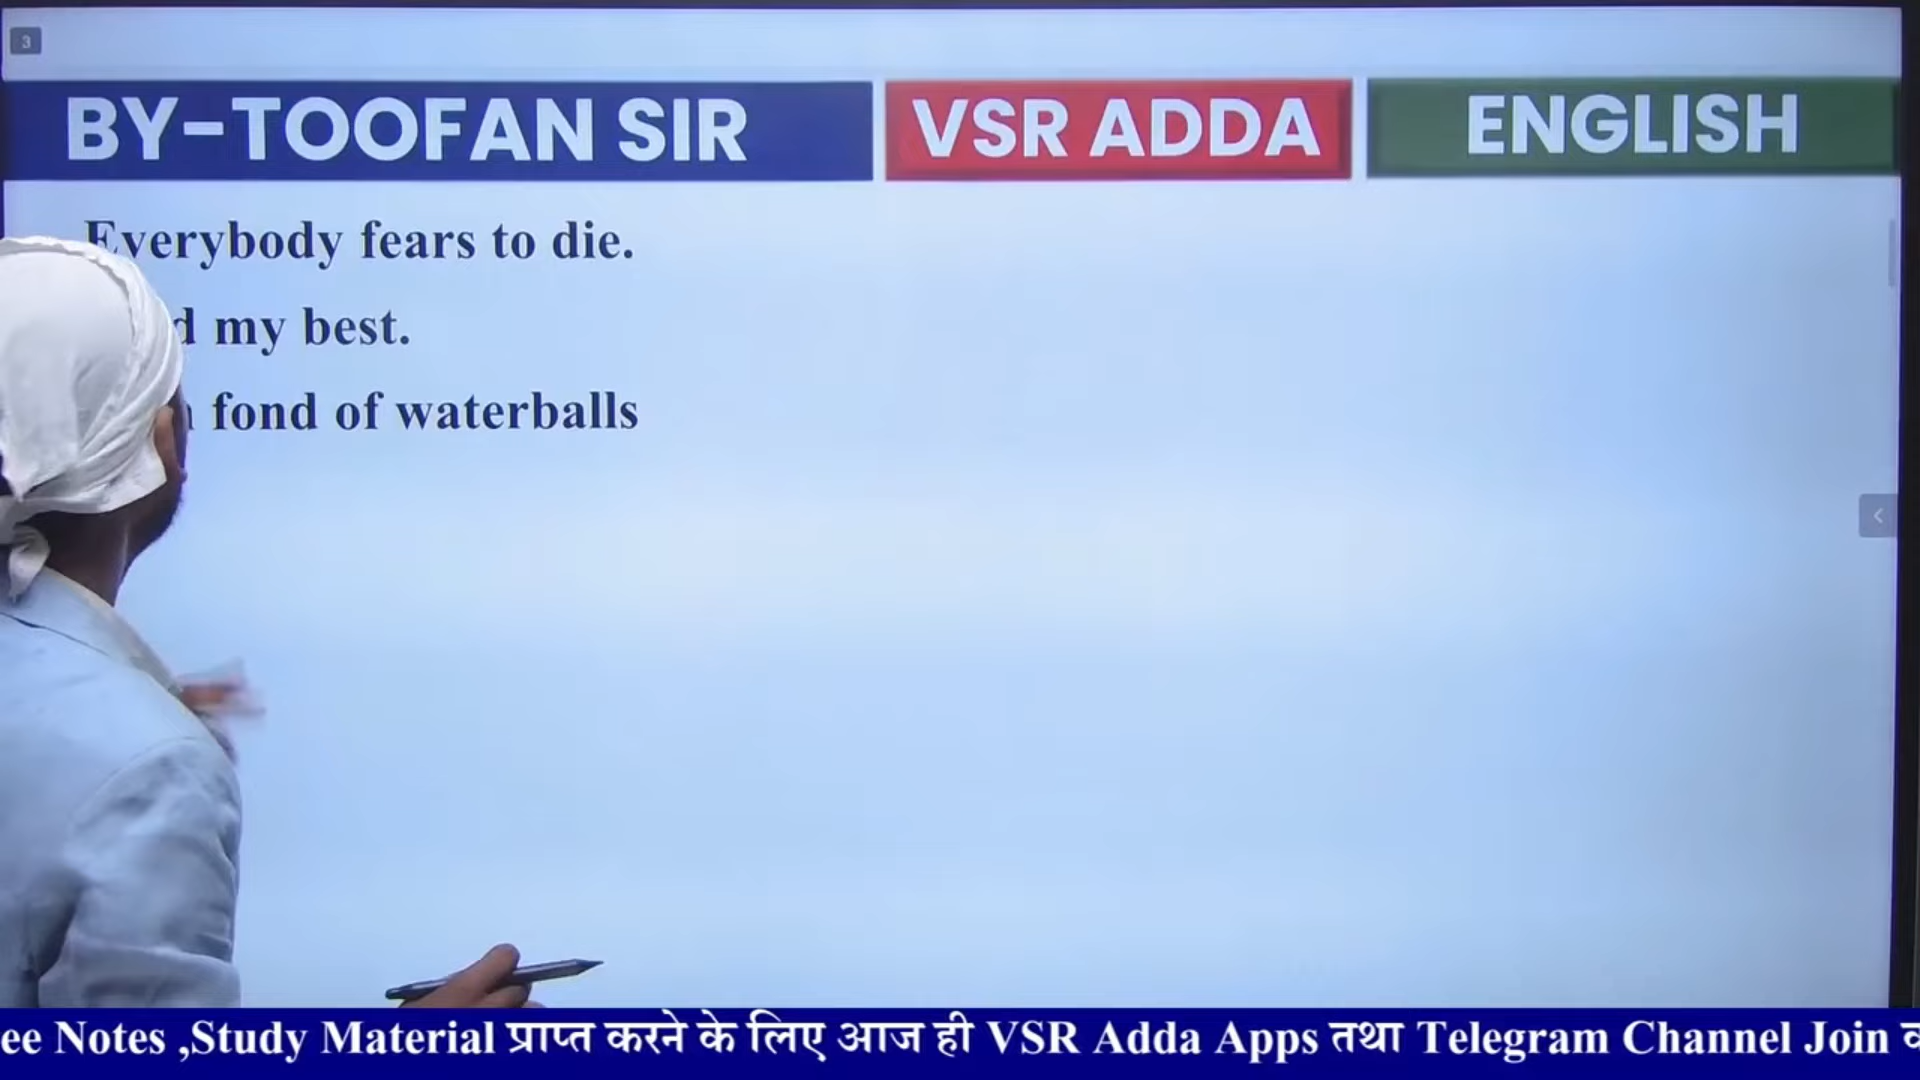 3
BY-TOOFAN SIR VSR ADDA ENGLISH
Everybody fears to die.
my best.
fond of waterballs
Notes ,Study Material प्राप्त करने के लिए आज ही VSR Adda Apps तथा Telegram Channel Join